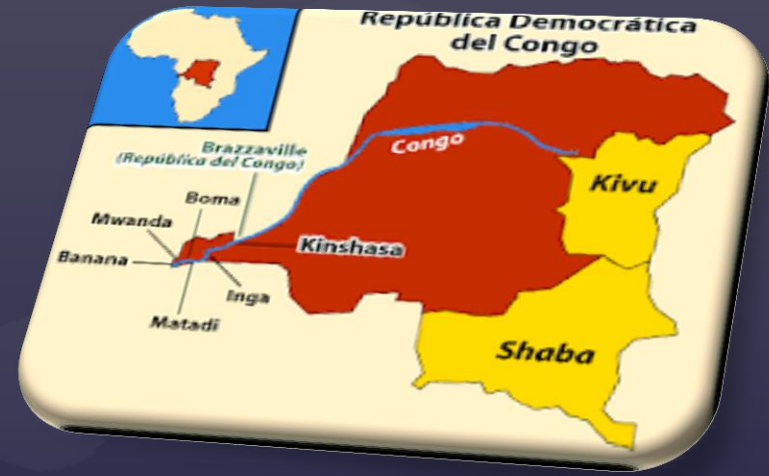 República Democrática
del Congo
Brazzaville
(República del Congo)
Congo
Kivu
Boma
Mwanda
Kinshasa
Banana
Inga
Matadi
Shaba